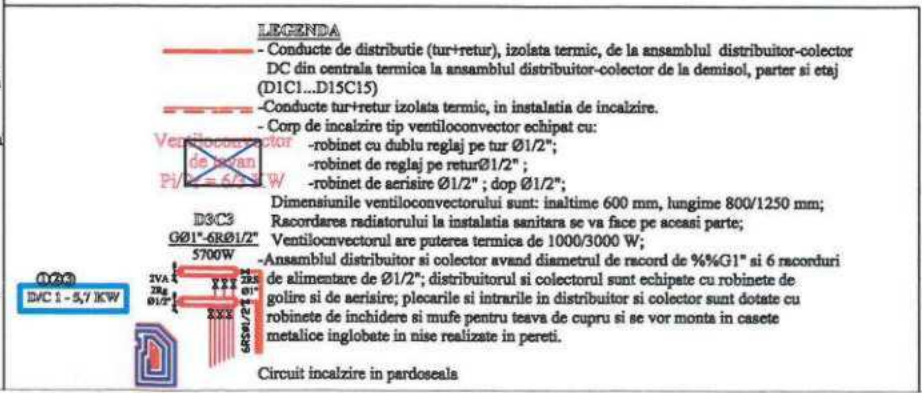 LEGENDA
- Conducte de distributie (tur+retur), izolata termic, de la ansamblul distribuitor-colector
DC din centrala termica la ansamblul distribuitor-colector de la demisol, parter si etaj
(D1C1...D15C15)
-Conducte tur+retur izolata termic, in instalatia de incalzire.
- Corp de incalzire tip ventiloconvector echipat cu:
Ventiloconvector
de tavan
-robinet cu dublu reglaj pe tur Ø1/2";
-robinet de reglaj pe returØ1/2" ;
-robinet de aerisire Ø1/2" ; dop Ø1/2";
Dimensiunile ventiloconvectorului sunt: inaltime 600 mm, lungime 800/1250 mm;
Racordarea radiatorului la instalatia sanitara se va face pe aceasi parte;
Ventilocnvectorul are puterea termica de 1000/3000 W;
D3C3
GØ1"-6RØ1/2"
5700W
-Ansamblul distribuitor si colector avand diametrul de racord de %%G1" si 6 racorduri
de alimentare de Ø1/2"; distribuitorul si colectorul sunt echipate cu robinete de
golire si de aerisire; plecarile si intrarile in distribuitor si colector sunt dotate cu
robinete de inchidere si mufe pentru teava de cupru si se vor monta in casete
metalice inglobate in nise realizate in pereti.
2VA
2Rg
Ø1/2"
2RS
Ø1"
6RSØ1/2"
D/C 1 - 5,7 KW
Circuit incalzire in pardoseala